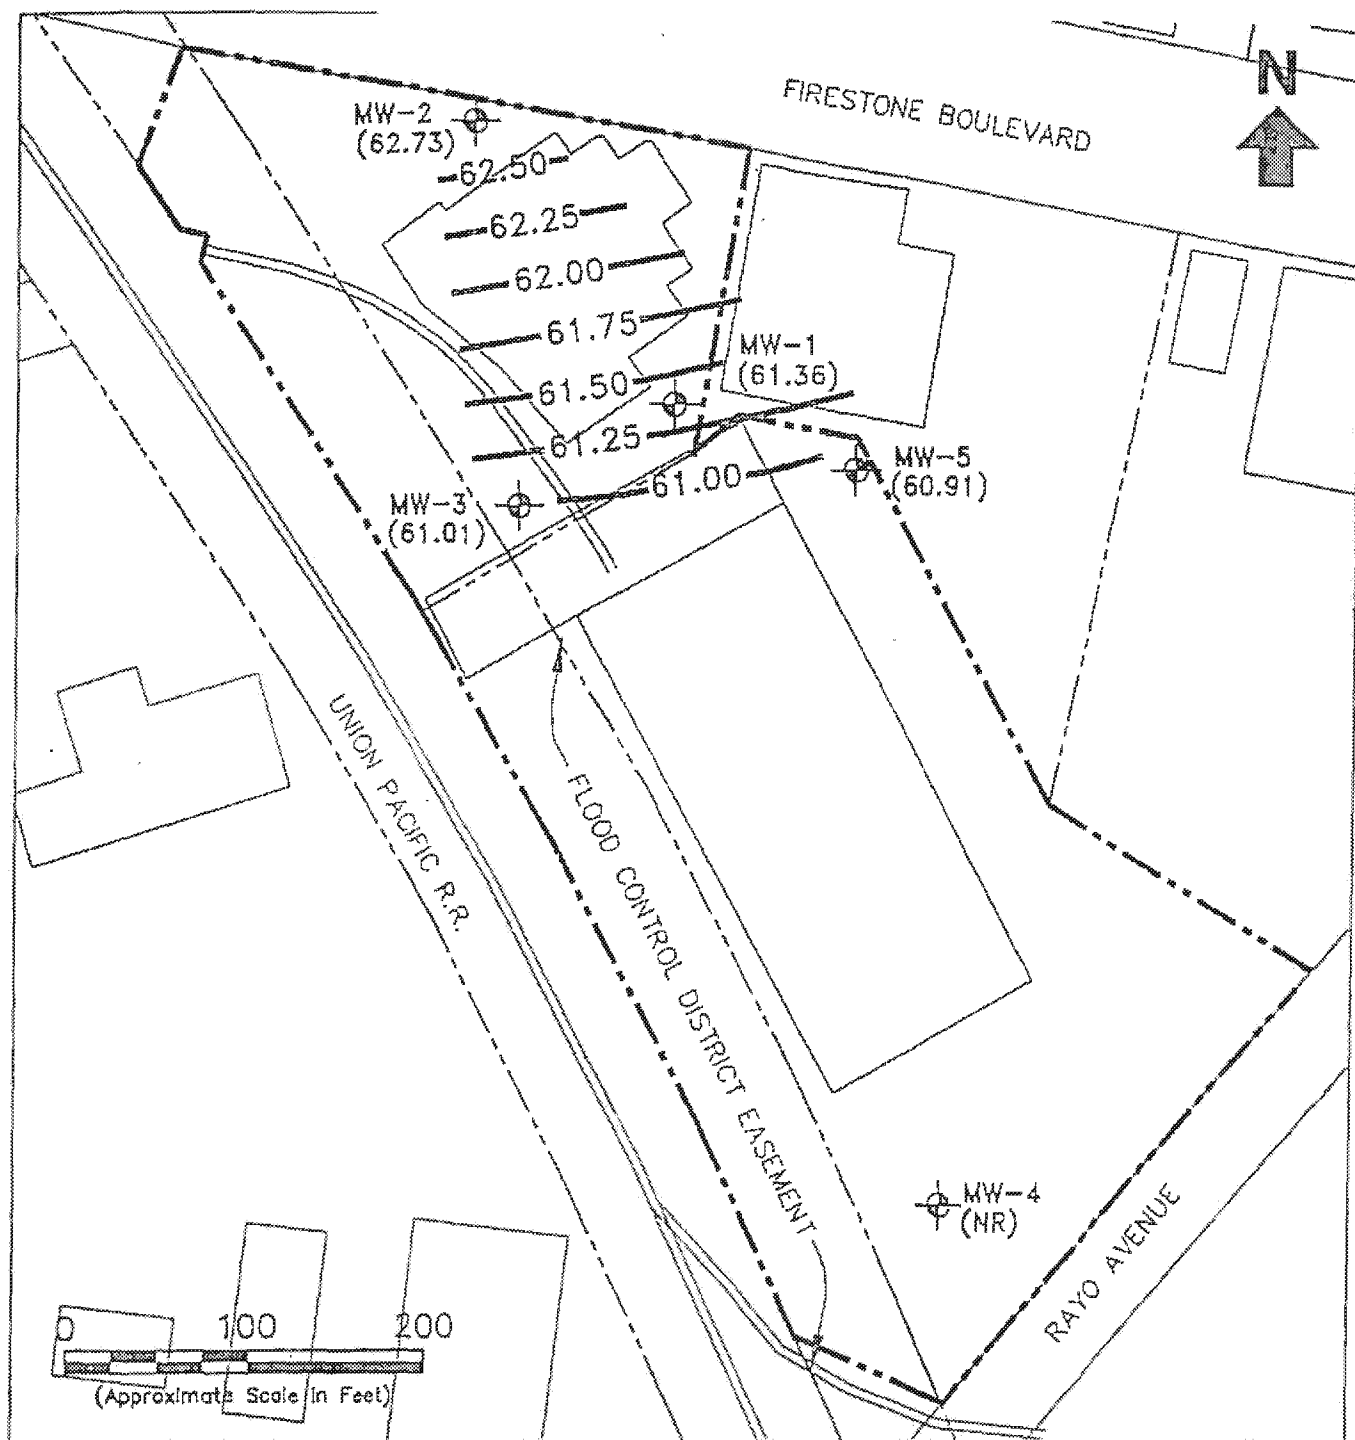 N
FIRESTONE BOULEVARD
MW-2
(62.73)
62.50
62.25
62.00
61.75
MW-1
(61.36)
61.50
61.25
MW-5
(60.91)
61.00
MW-3
(61.01)
UNION PACIFIC R.R.
FLOOD CONTROL DISTRICT EASEMENT
MW-4
(NR)
RAYO AVENUE
0 100 200
(Approximate Scale in Feet)